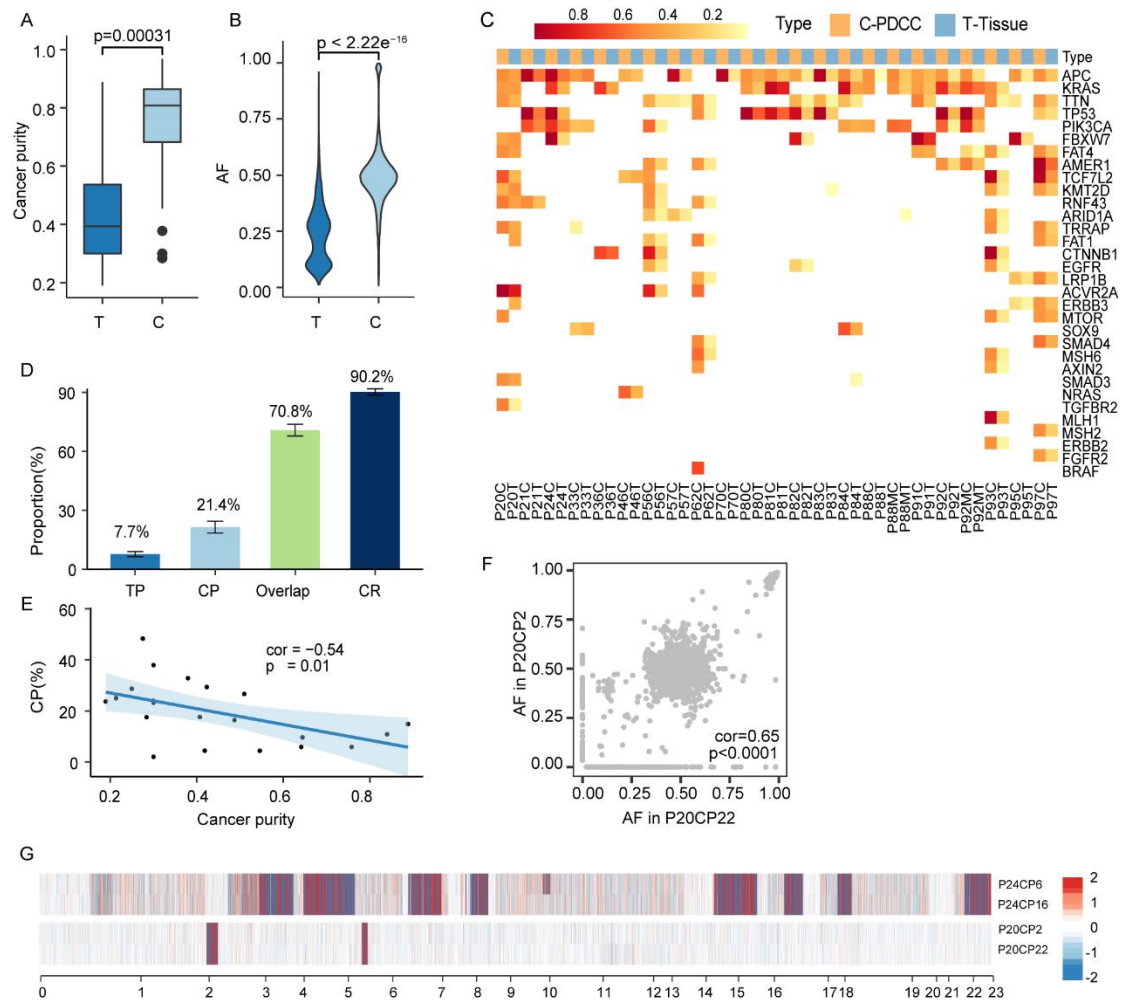 A
p=0.00031
Cancer purity
1.0
0.8
0.6
0.4
0.2
T
C
B
p < 2.22e⁻¹⁶
AF
1.00
0.75
0.50
0.25
0.00
T
C
C
0.8
0.6
0.4
0.2
Type
C-PDCC
T-Tissue
Type
APC
KRAS
TTN
TP53
PIK3CA
FBXW7
FAT4
AMER1
TCF7L2
KMT2D
RNF43
ARID1A
TRRAP
FAT1
CTNNB1
EGFR
LRP1B
ACVR2A
ERBB3
MTOR
SOX9
SMAD4
MSH6
AXIN2
SMAD3
NRAS
TGFBR2
MLH1
MSH2
ERBB2
FGFR2
BRAF
P20C
P20T
P21C
P21T
P24C
P24T
P33C
P33T
P36C
P36T
P46C
P46T
P56C
P56T
P57C
P57T
P62C
P62T
P70C
P70T
P80C
P80T
P81C
P81T
P82C
P82T
P83C
P83T
P84C
P84T
P88C
P88T
P88MC
P88MT
P91C
P91T
P92C
P92T
P92MC
P92MT
P93C
P93T
P95C
P95T
P97C
P97T
D
Proportion(%)
90
60
30
0
7.7%
21.4%
70.8%
90.2%
TP
CP
Overlap
CR
E
CP(%)
60
40
20
0
cor = −0.54
p = 0.01
0.2
0.4
0.6
0.8
Cancer purity
F
AF in P20CP2
1.00
0.75
0.50
0.25
0.00
cor=0.65
p<0.0001
0.00
0.25
0.50
0.75
1.00
AF in P20CP22
G
P24CP6
P24CP16
P20CP2
P20CP22
2
1
0
-1
-2
0 1 2 3 4 5 6 7 8 9 10 11 12 13 14 15 16 17 18 19 20 21 22 23